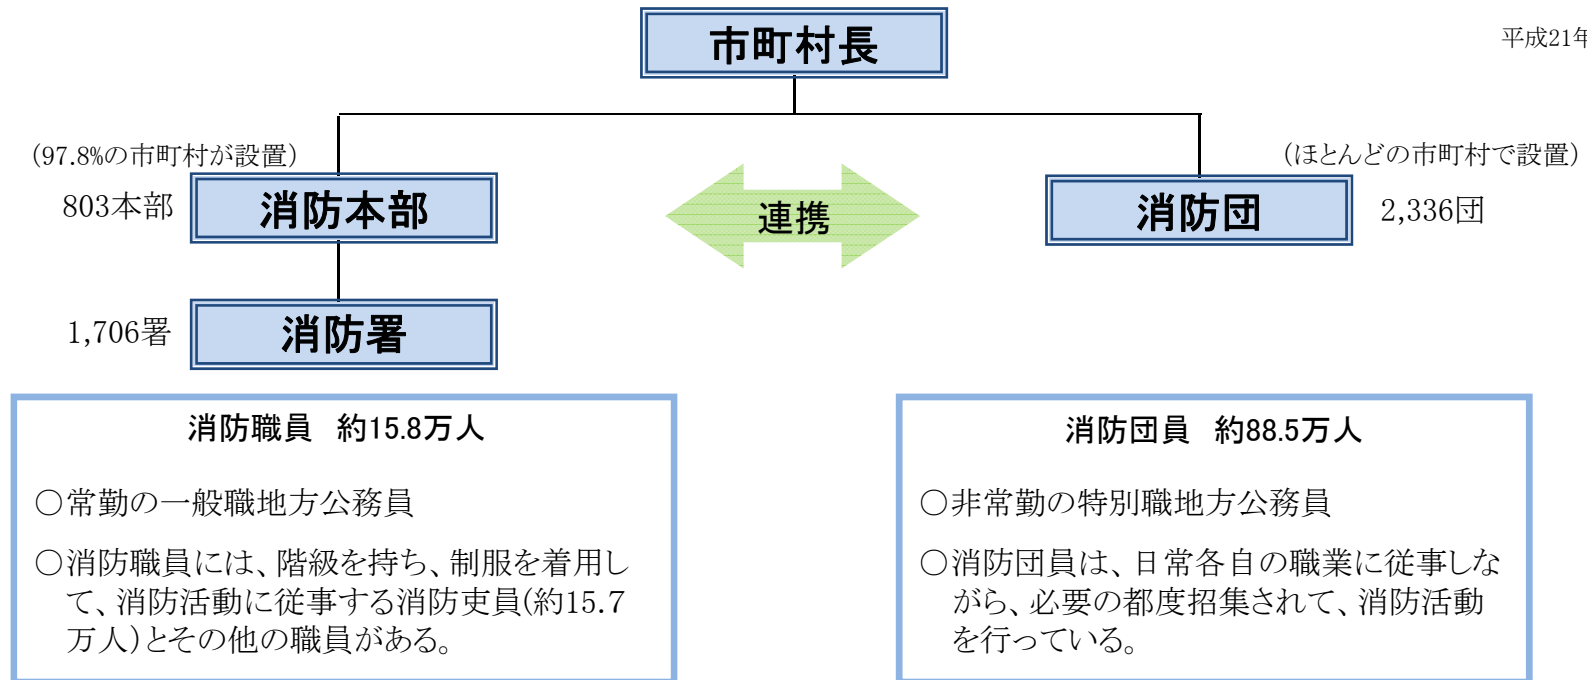 市町村長
平成21年
(97.8%の市町村が設置)
803本部
消防本部
連携
(ほとんどの市町村で設置)
消防団
2,336団
1,706署
消防署
消防職員　約15.8万人
○常勤の一般職地方公務員
○消防職員には、階級を持ち、制服を着用し
て、消防活動に従事する消防吏員(約15.7
万人)とその他の職員がある。
消防団員　約88.5万人
○非常勤の特別職地方公務員
○消防団員は、日常各自の職業に従事しな
がら、必要の都度招集されて、消防活動
を行っている。